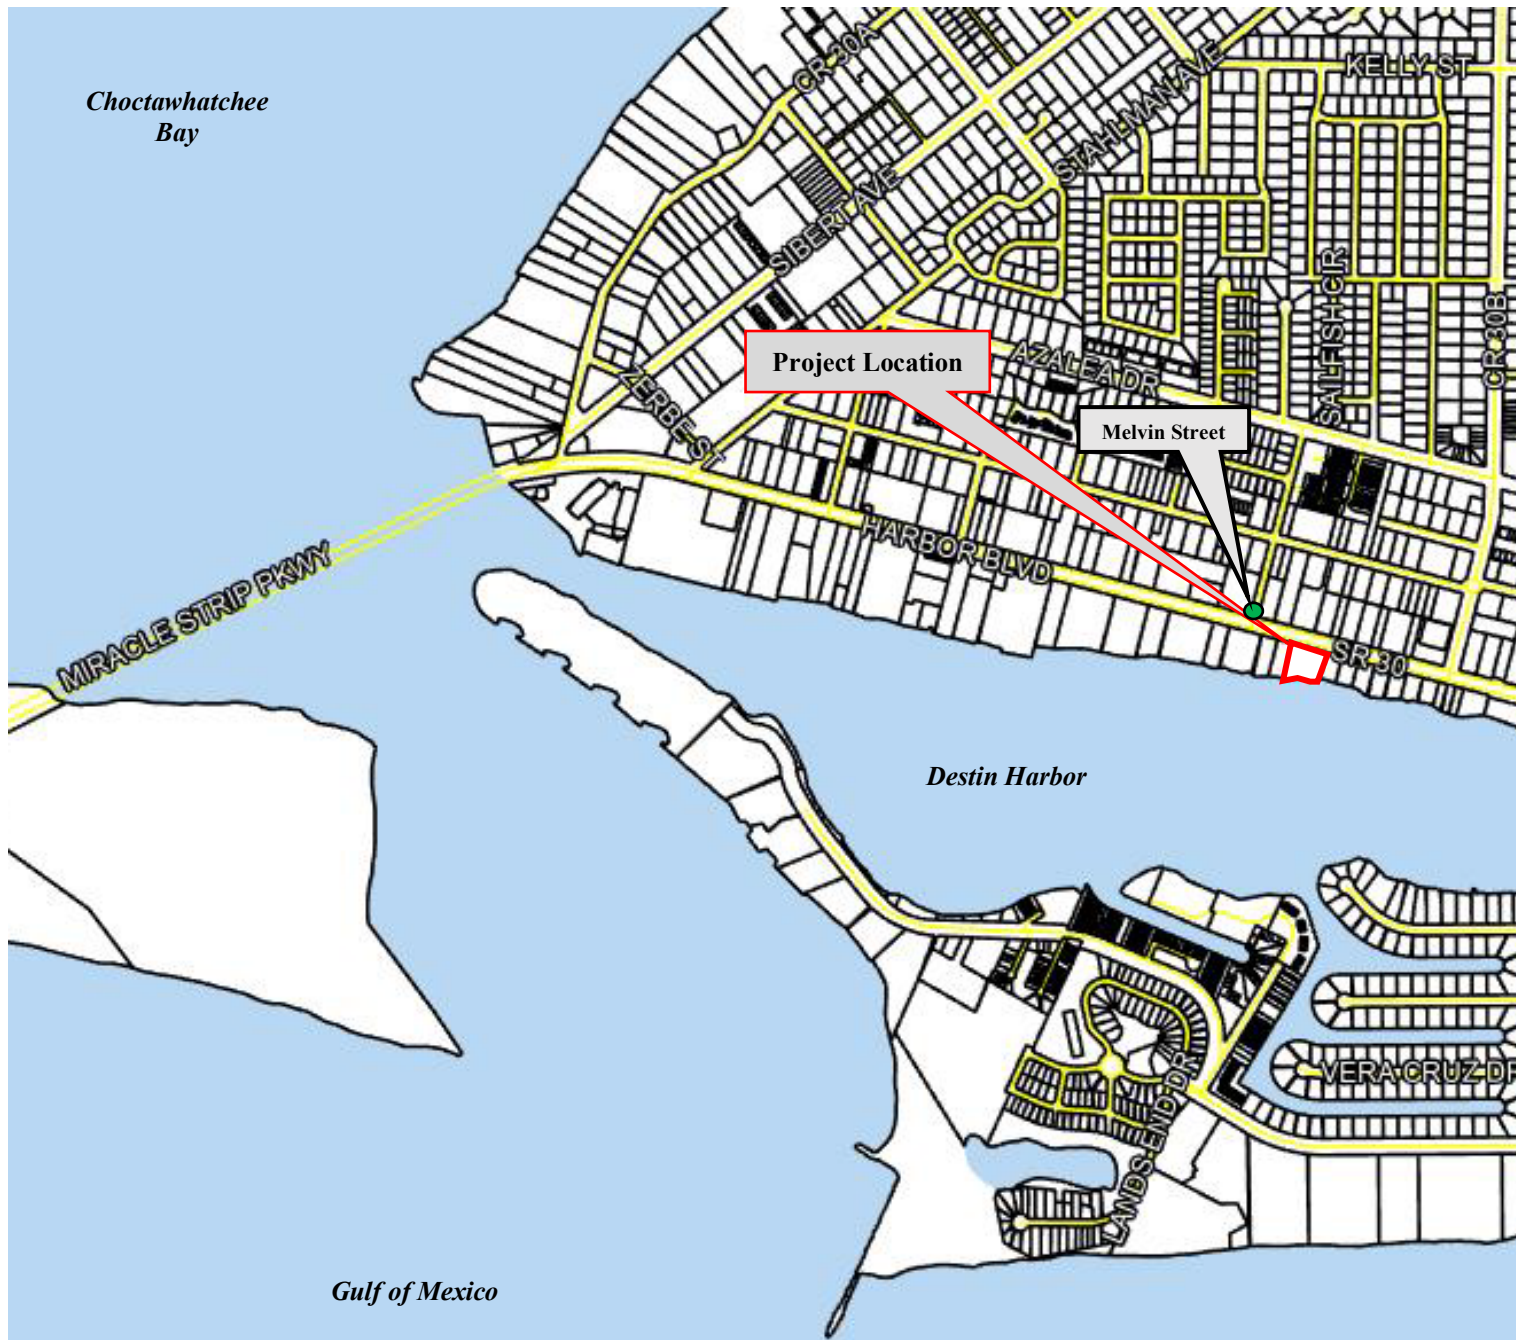 Choctawhatchee
Bay
CR 30A
KELLY ST
STAHLMAN AVE
SIBERT AVE
SAILFISH CIR
CR 30B
Project Location
AZALEA DR
ZERBE ST
Melvin Street
HARBOR BLVD
MIRACLE STRIP PKWY
SR 30
Destin Harbor
VERA CRUZ DR
LANDS END DR
Gulf of Mexico